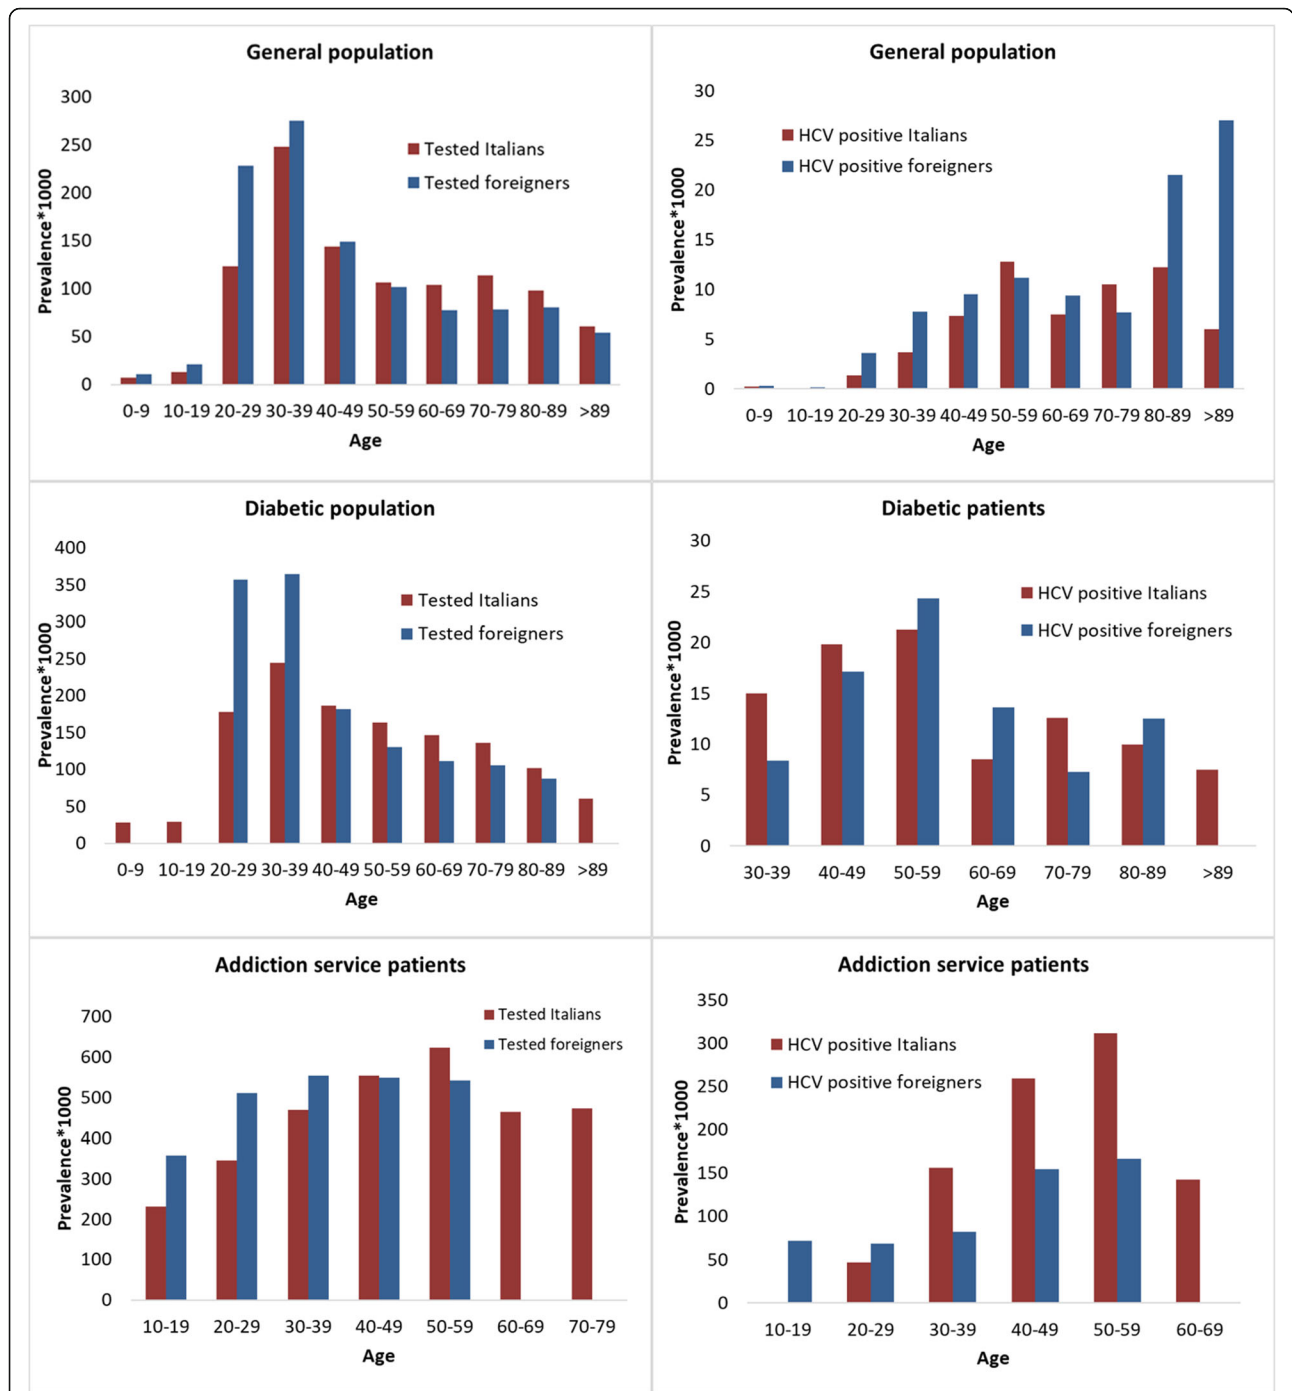 General population
300
250
200
150
100
50
0
Prevalence*1000
Tested Italians
Tested foreigners
0-9 10-19 20-29 30-39 40-49 50-59 60-69 70-79 80-89 >89
Age
General population
30
25
20
15
10
5
0
Prevalence*1000
HCV positive Italians
HCV positive foreigners
0-9 10-19 20-29 30-39 40-49 50-59 60-69 70-79 80-89 >89
Age
Diabetic population
400
350
300
250
200
150
100
50
0
Prevalence*1000
Tested Italians
Tested foreigners
0-9 10-19 20-29 30-39 40-49 50-59 60-69 70-79 80-89 >89
Age
Diabetic patients
30
25
20
15
10
5
0
Prevalence*1000
HCV positive Italians
HCV positive foreigners
30-39 40-49 50-59 60-69 70-79 80-89 >89
Age
Addiction service patients
700
600
500
400
300
200
100
0
Prevalence*1000
Tested Italians
Tested foreigners
10-19 20-29 30-39 40-49 50-59 60-69 70-79
Age
Addiction service patients
350
300
250
200
150
100
50
0
Prevalence*1000
HCV positive Italians
HCV positive foreigners
10-19 20-29 30-39 40-49 50-59 60-69
Age